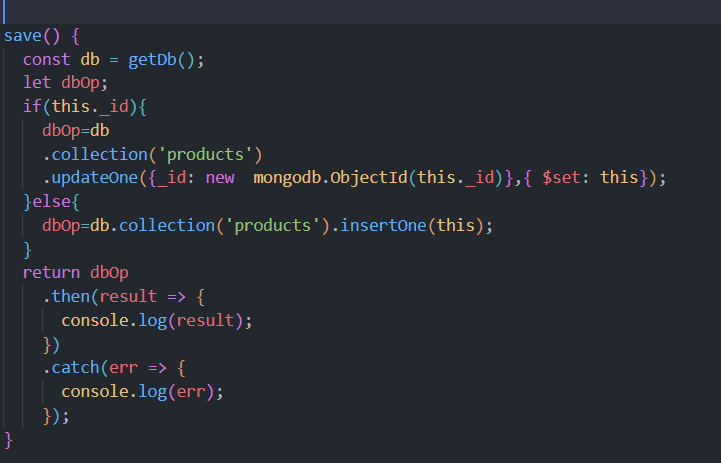 save() {
  const db = getDb();
  let dbOp;
  if(this._id){
    dbOp=db
    .collection('products')
    .updateOne({_id: new  mongodb.ObjectId(this._id)},{ $set: this});
  }else{
    dbOp=db.collection('products').insertOne(this);
  }
  return dbOp
    .then(result => {
      console.log(result);
    })
    .catch(err => {
      console.log(err);
    });
}